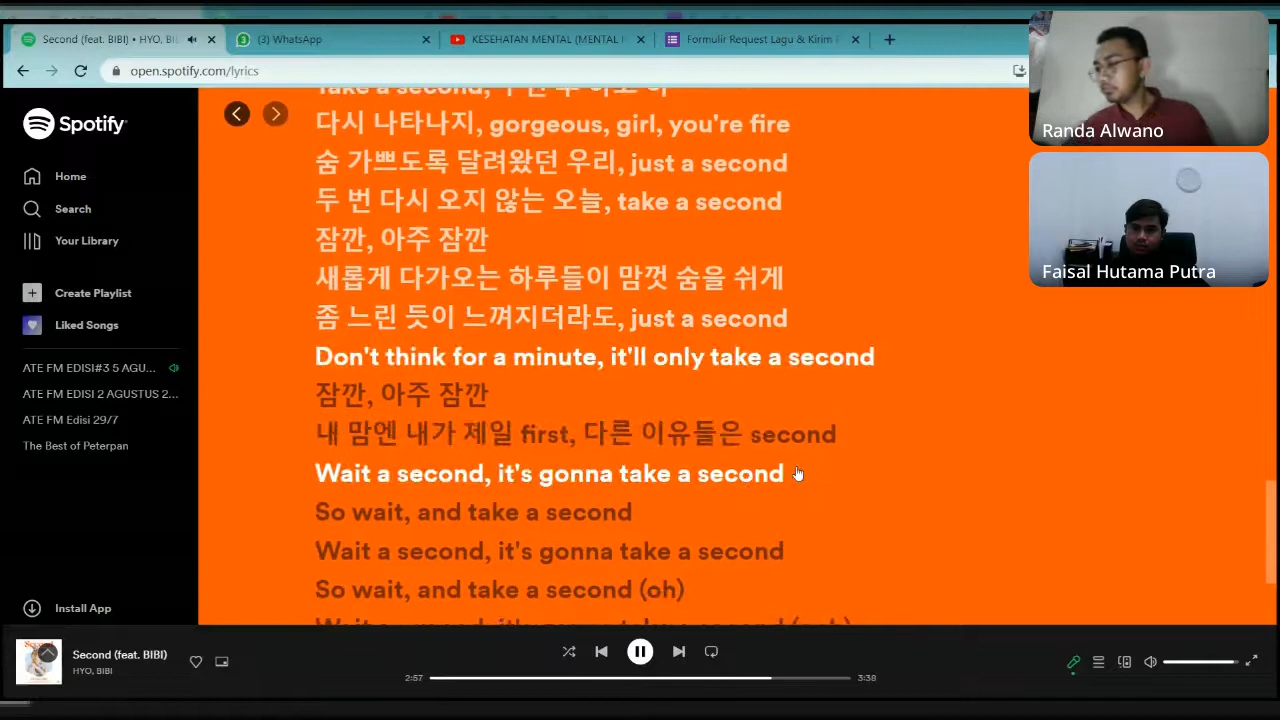 Second (feat. BIBI) • HYO, BI
(3) WhatsApp
KESEHATAN MENTAL (MENTAL
Formulir Request Lagu & Kirim
open.spotify.com/lyrics
Spotify
Home
Search
Your Library
Create Playlist
Liked Songs
ATE FM EDISI#3 5 AGU...
ATE FM EDISI 2 AGUSTUS 2...
ATE FM Edisi 29/7
The Best of Peterpan
Install App
Take a second,
다시 나타나지, gorgeous, girl, you're fire
숨 가쁘도록 달려왔던 우리, just a second
두 번 다시 오지 않는 오늘, take a second
잠깐, 아주 잠깐
새롭게 다가오는 하루들이 맘껏 숨을 쉬게
좀 느린 듯이 느껴지더라도, just a second
Don't think for a minute, it'll only take a second
잠깐, 아주 잠깐
내 맘엔 내가 제일 first, 다른 이유들은 second
Wait a second, it's gonna take a second
So wait, and take a second
Wait a second, it's gonna take a second
So wait, and take a second (oh)
Randa Alwano
Faisal Hutama Putra
Second (feat. BIBI)
HYO, BIBI
2:57
3:38